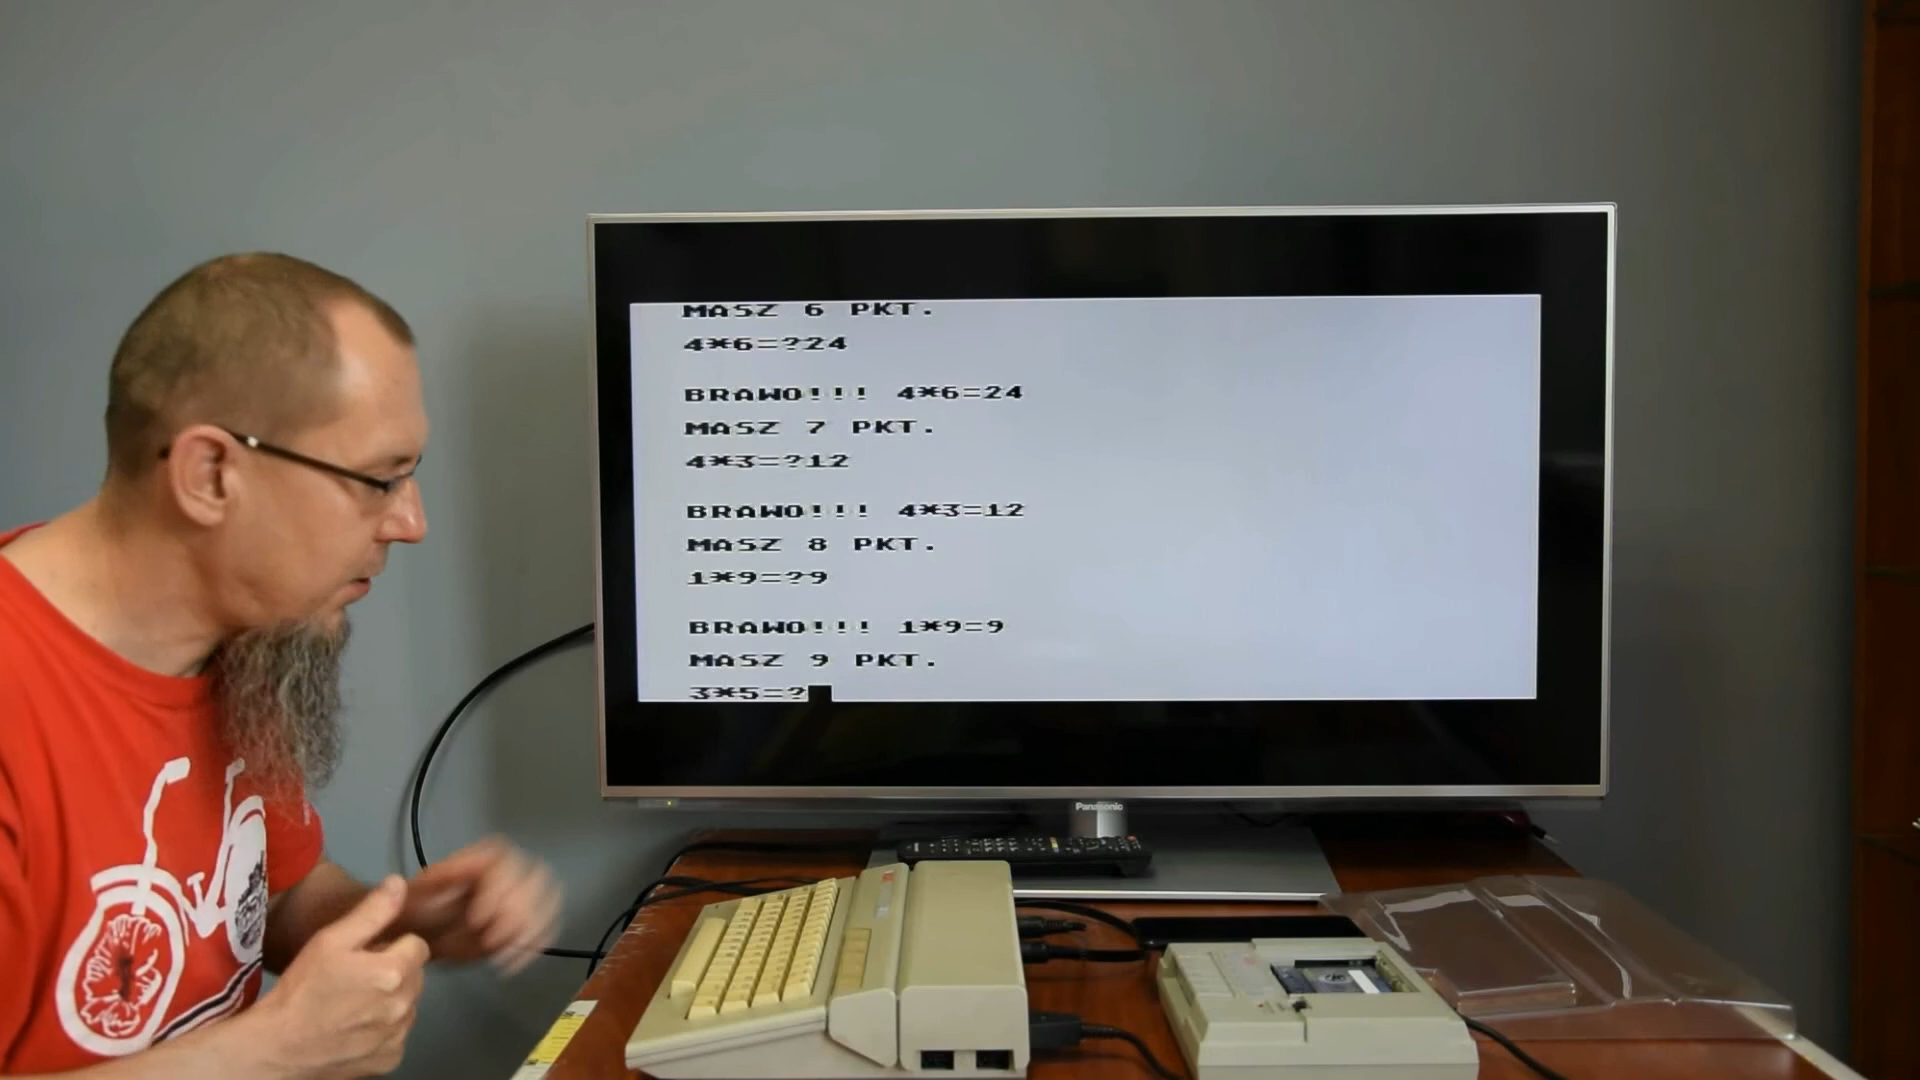 MASZ 6 PKT.
4*6=?24
BRAWO!!! 4*6=24
MASZ 7 PKT.
4*3=?12
BRAWO!!! 4*3=12
MASZ 8 PKT.
1*9=?9
BRAWO!!! 1*9=9
MASZ 9 PKT.
3*5=?
Panasonic